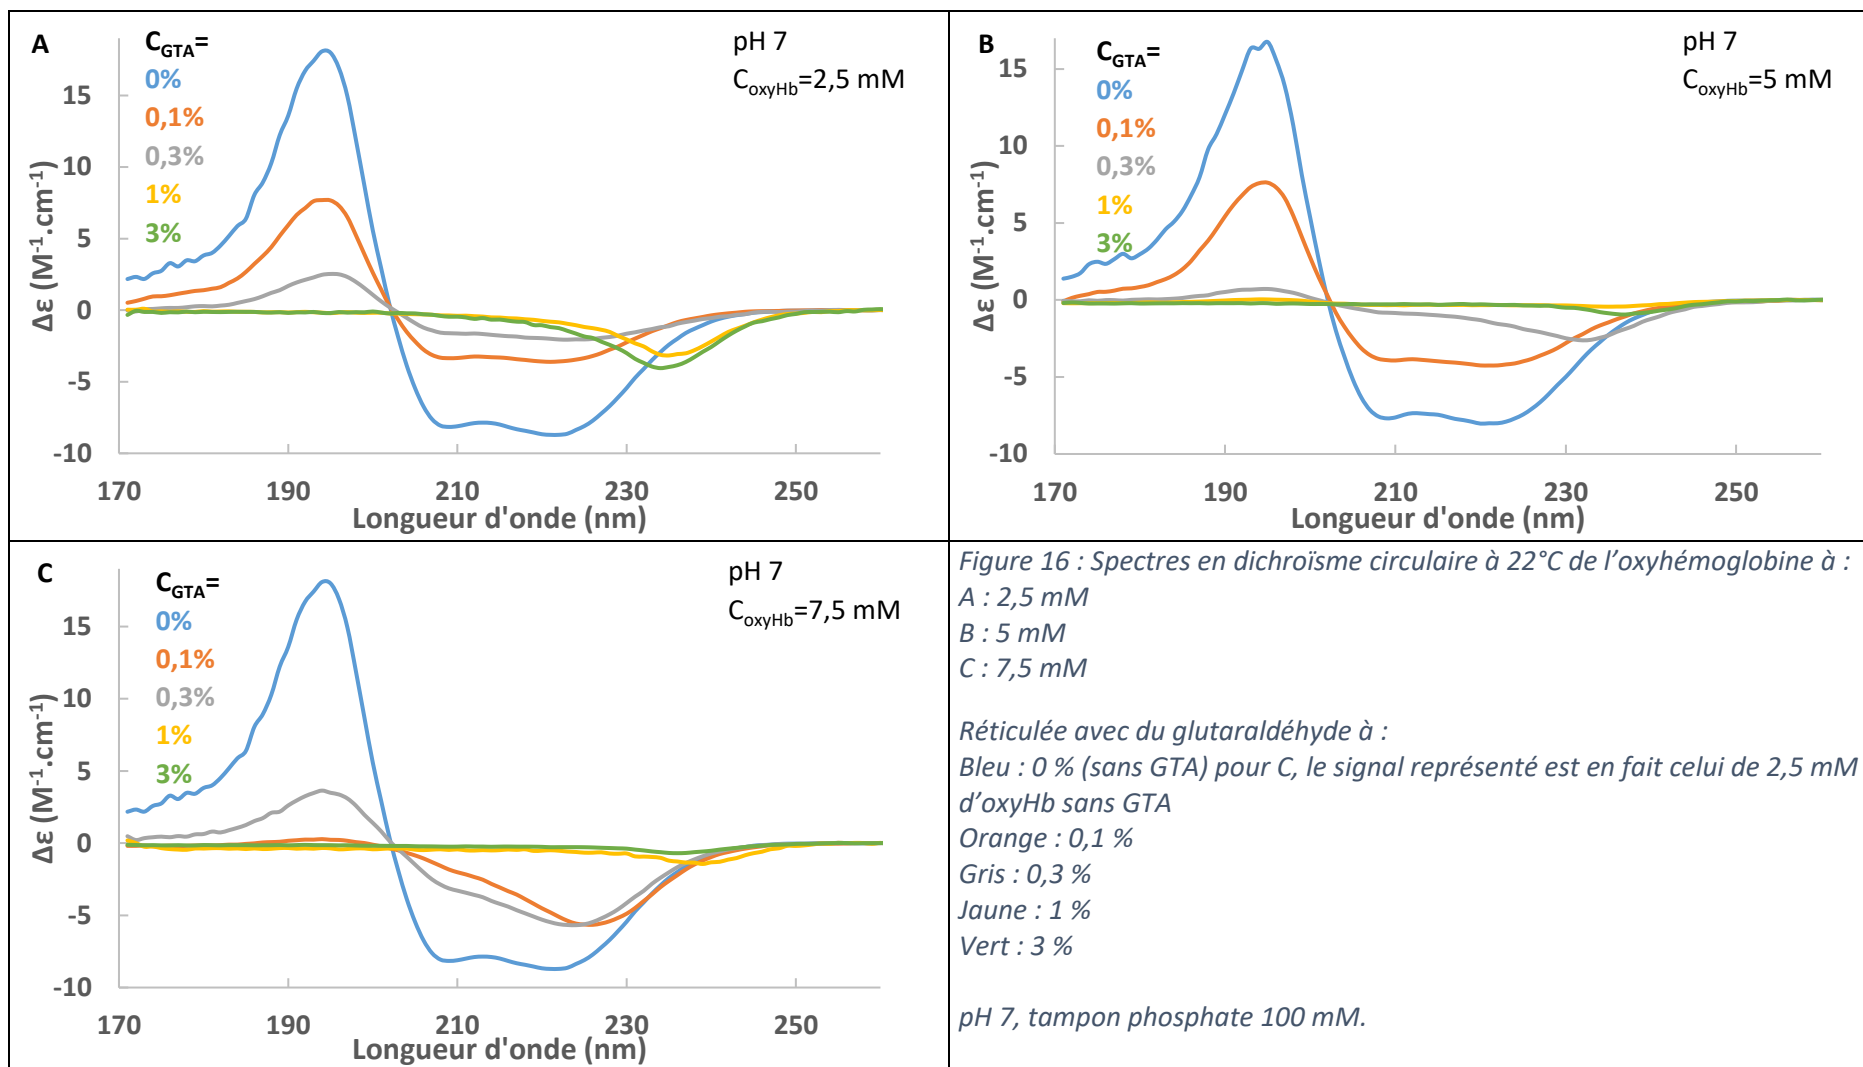 A
C_GTA=
0%
0,1%
0,3%
1%
3%
pH 7
C_oxyHb=2,5 mM
15
10
5
0
-5
-10
Δε (M⁻¹.cm⁻¹)
170 190 210 230 250
Longueur d'onde (nm)
B
C_GTA=
0%
0,1%
0,3%
1%
3%
pH 7
C_oxyHb=5 mM
15
10
5
0
-5
-10
Δε (M⁻¹.cm⁻¹)
170 190 210 230 250
Longueur d'onde (nm)
C
C_GTA=
0%
0,1%
0,3%
1%
3%
pH 7
C_oxyHb=7,5 mM
15
10
5
0
-5
-10
Δε (M⁻¹.cm⁻¹)
170 190 210 230 250
Longueur d'onde (nm)
Figure 16 : Spectres en dichroïsme circulaire à 22°C de l'oxyhémoglobine à :
A : 2,5 mM
B : 5 mM
C : 7,5 mM
Réticulée avec du glutaraldéhyde à :
Bleu : 0 % (sans GTA) pour C, le signal représenté est en fait celui de 2,5 mM
d'oxyHb sans GTA
Orange : 0,1 %
Gris : 0,3 %
Jaune : 1 %
Vert : 3 %
pH 7, tampon phosphate 100 mM.